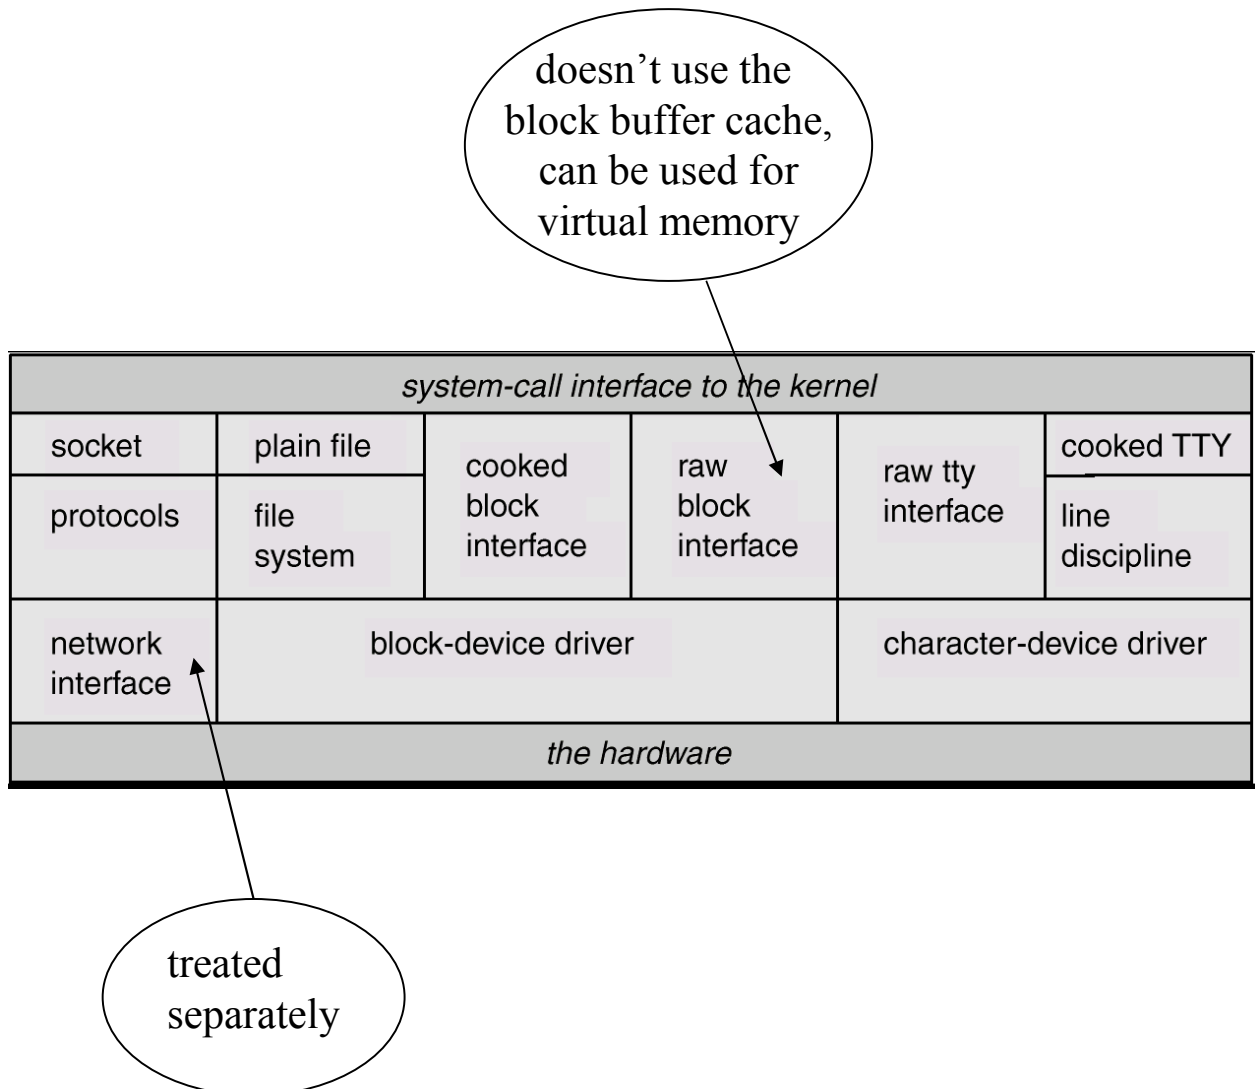 doesn’t use the
block buffer cache,
can be used for
virtual memory
system-call interface to the kernel
socket
protocols
plain file
file
system
cooked
block
interface
raw
block
interface
raw tty
interface
cooked TTY
line
discipline
network
interface
block-device driver
character-device driver
the hardware
treated
separately